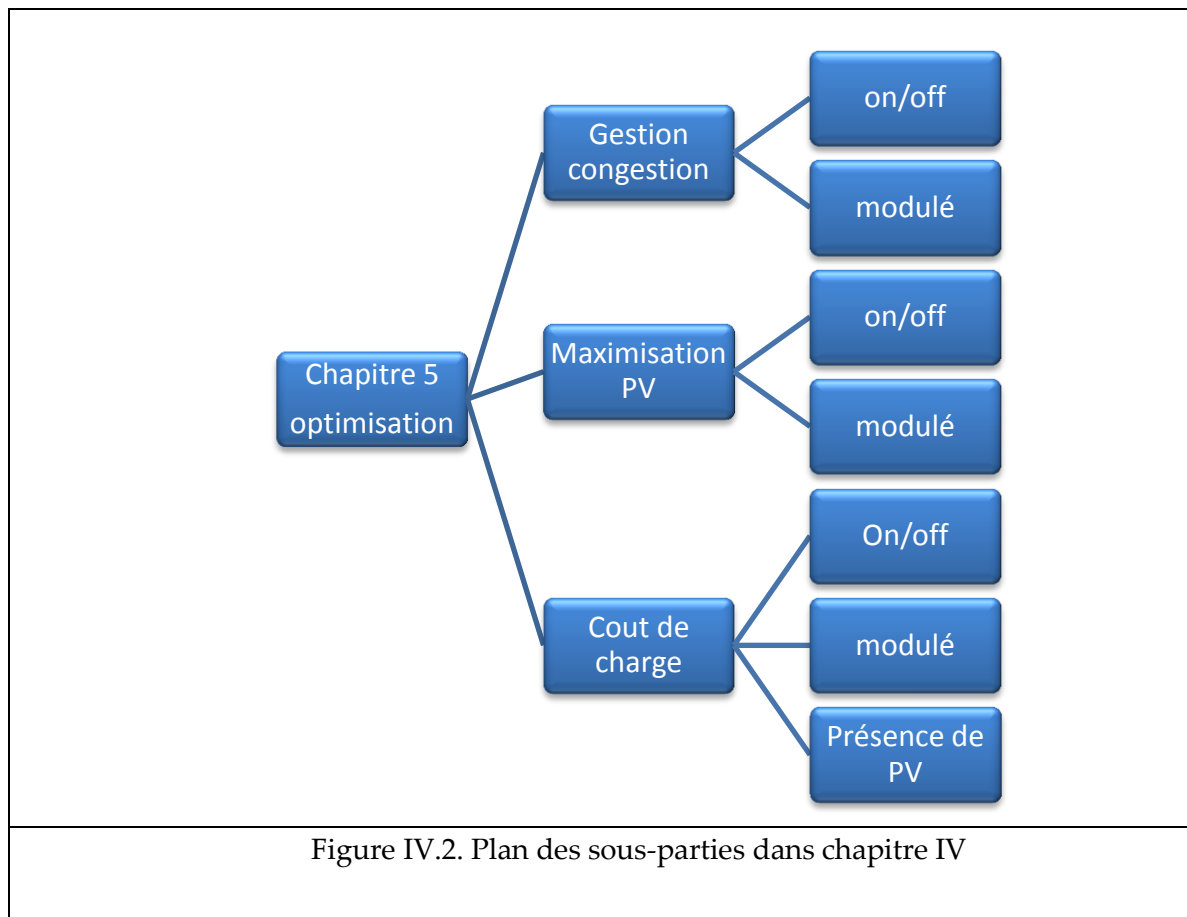 Chapitre 5
optimisation
Gestion
congestion
on/off
modulé
Maximisation
PV
on/off
modulé
Cout de
charge
On/off
modulé
Présence de
PV
Figure IV.2. Plan des sous-parties dans chapitre IV